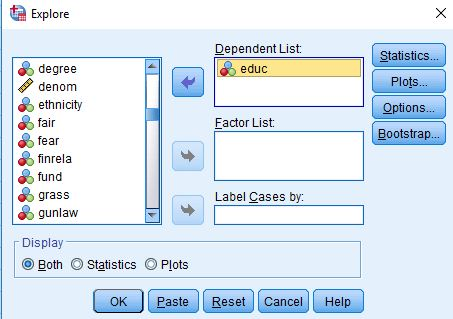 Explore
Dependent List:
educ
Statistics...
Plots...
Options...
Bootstrap...
degree
denom
ethnicity
fair
fear
finrela
fund
grass
gunlaw
Factor List:
Label Cases by:
Display
Both Statistics Plots
OK Paste Reset Cancel Help